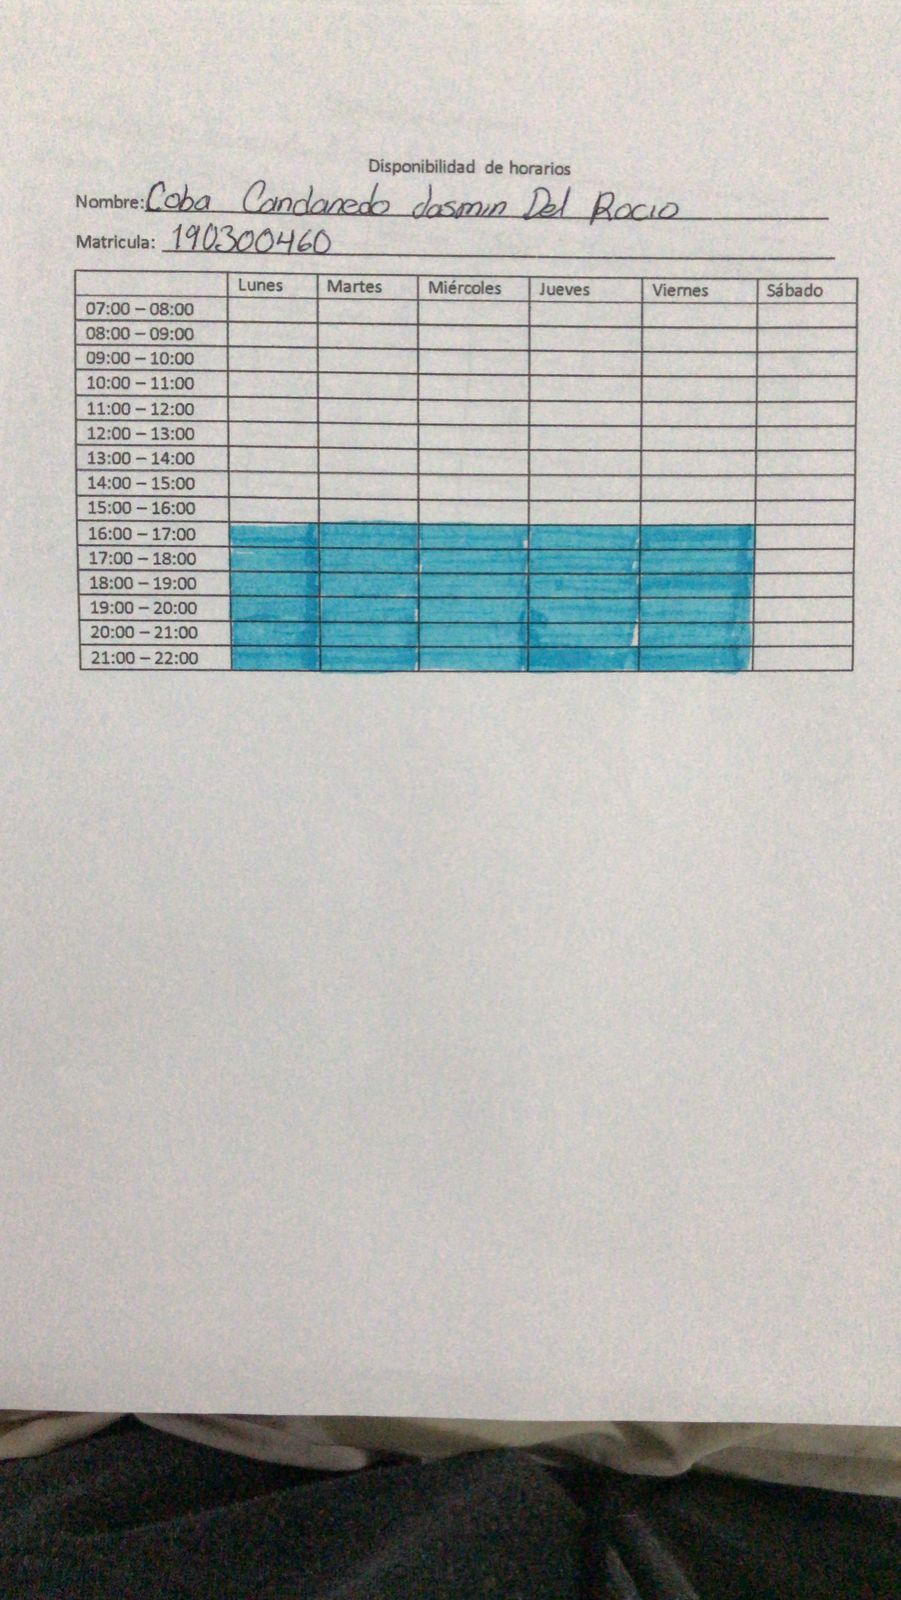 Disponibilidad de horarios
Nombre: Coba Candanedo Jasmin Del Rocio
Matricula: 190300460
Lunes Martes Miércoles Jueves Viernes Sábado
07:00 – 08:00
08:00 – 09:00
09:00 – 10:00
10:00 – 11:00
11:00 – 12:00
12:00 – 13:00
13:00 – 14:00
14:00 – 15:00
15:00 – 16:00
16:00 – 17:00
17:00 – 18:00
18:00 – 19:00
19:00 – 20:00
20:00 – 21:00
21:00 – 22:00